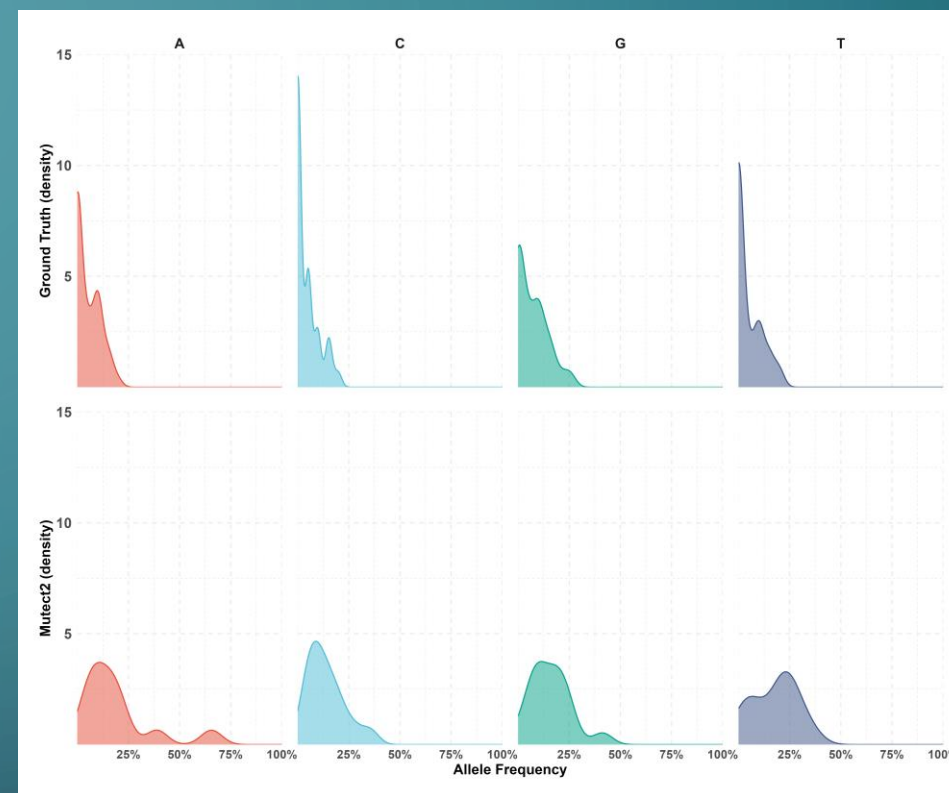 A C G T
Ground Truth (density)
15
10
5
Mutect2 (density)
15
10
5
25% 50% 75% 100% 25% 50% 75% 100% 25% 50% 75% 100% 25% 50% 75% 100%
Allele Frequency